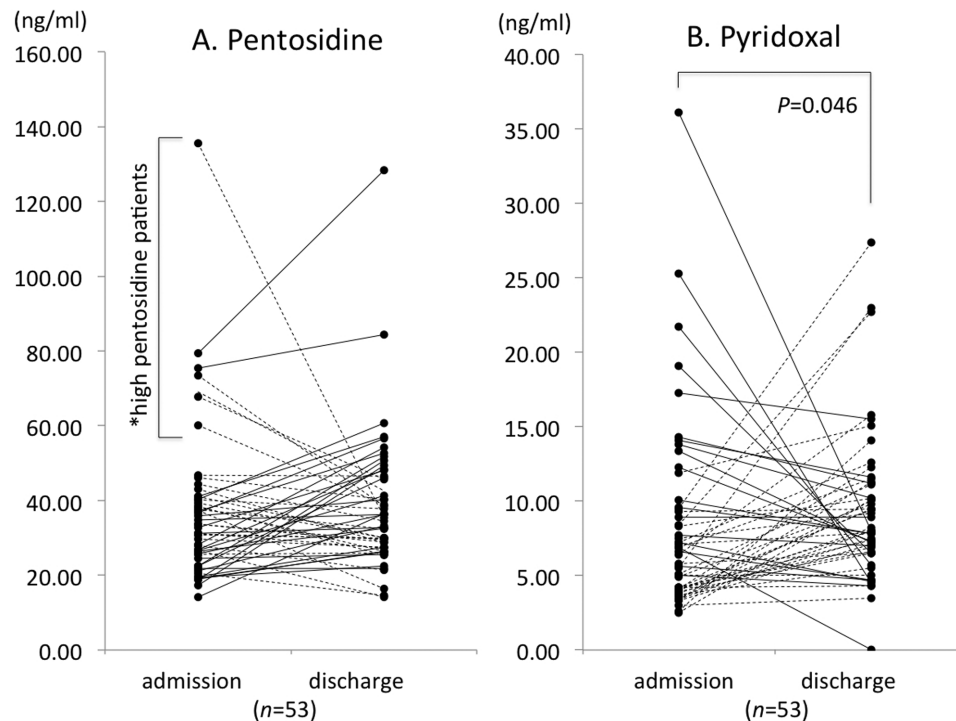 (ng/ml)
A. Pentosidine
160.00
140.00
120.00
100.00
80.00
60.00
40.00
20.00
0.00
*high pentosidine patients
admission discharge
(n=53)
(ng/ml)
B. Pyridoxal
40.00
35.00
30.00
25.00
20.00
15.00
10.00
5.00
0.00
P=0.046
admission discharge
(n=53)